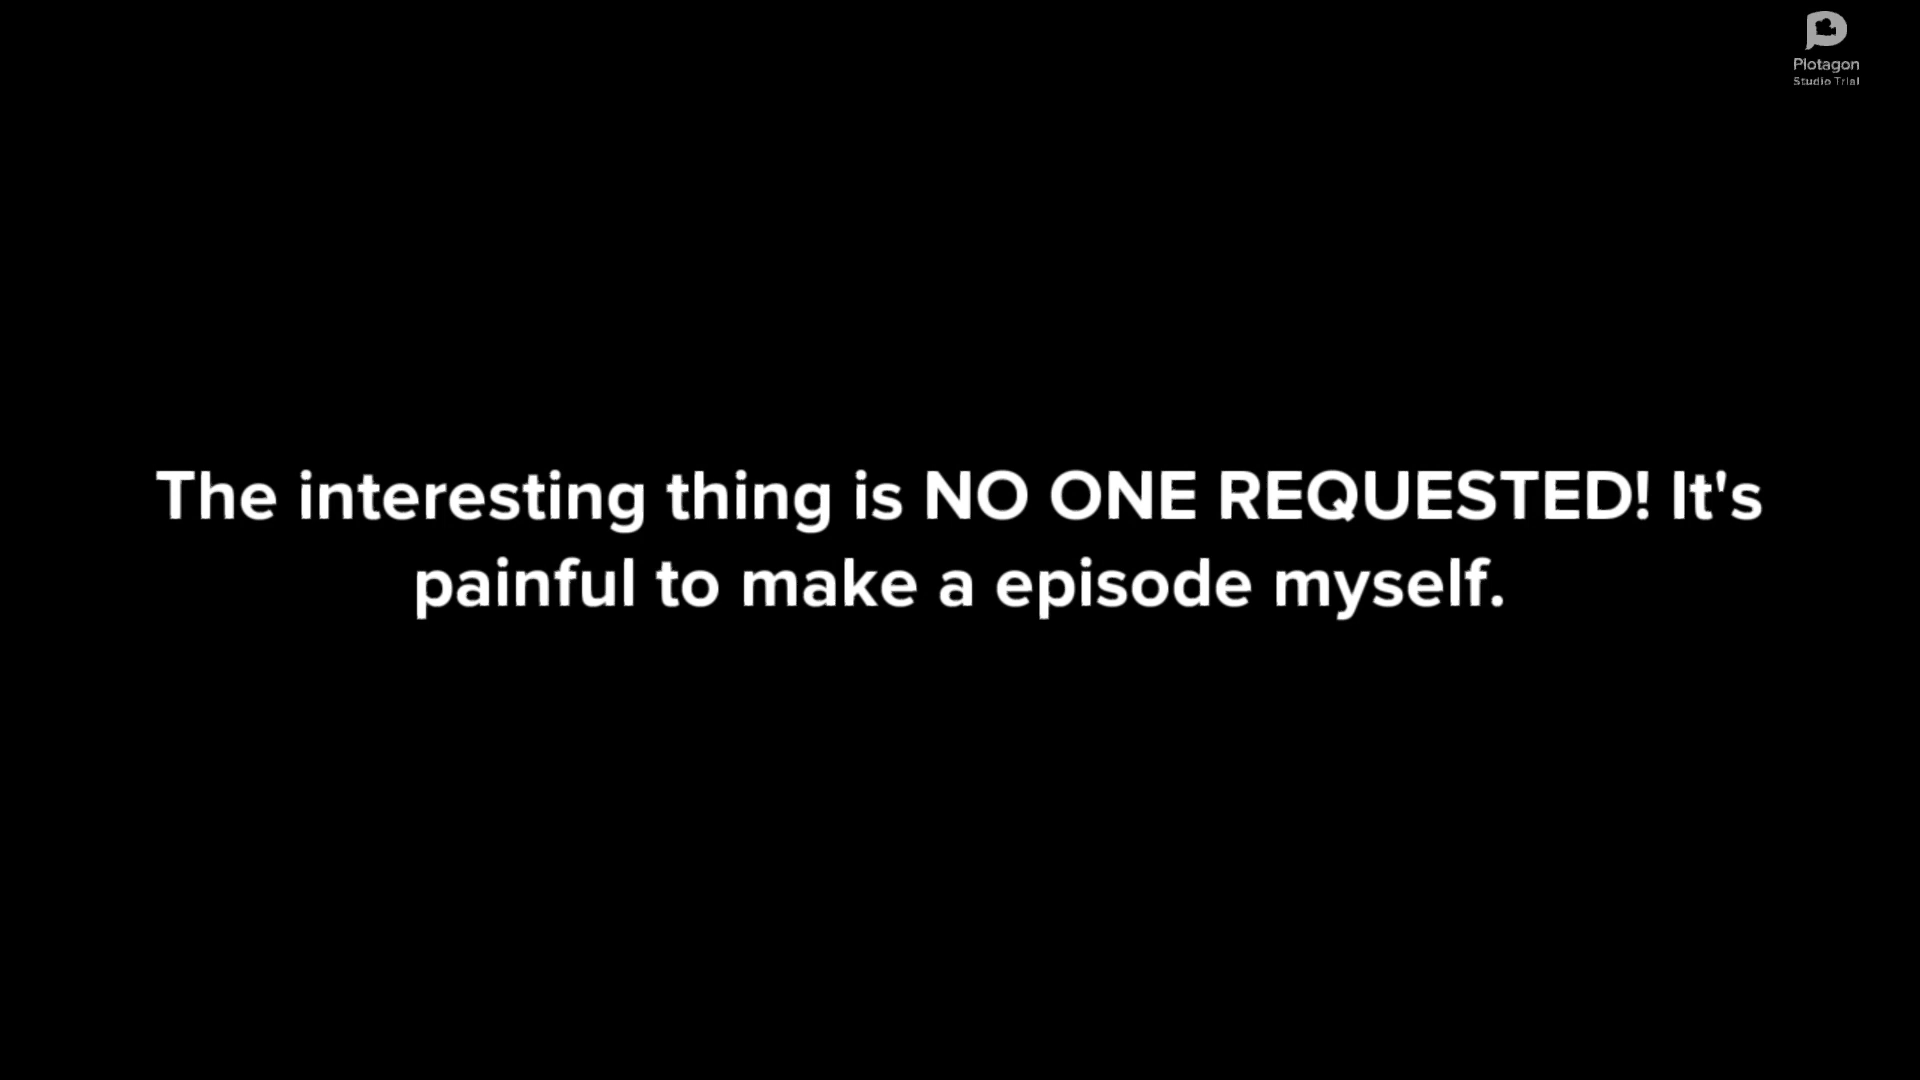 Plotagon
Studio Trial
The interesting thing is NO ONE REQUESTED! It's
painful to make a episode myself.